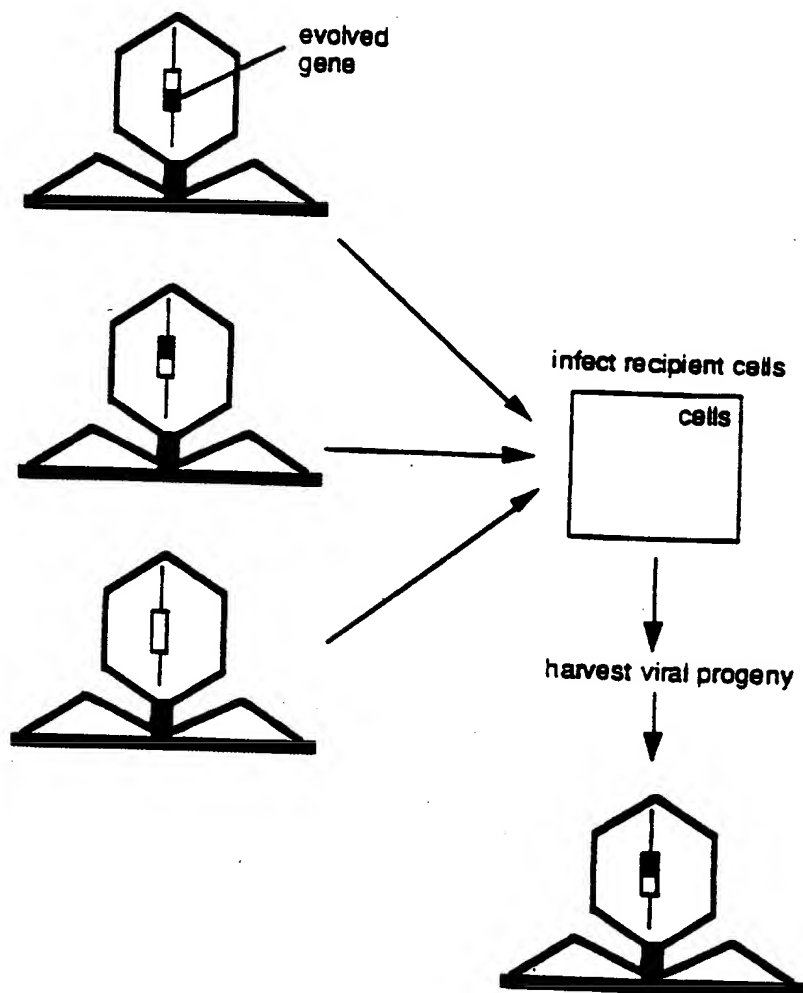 evolved
gene
infect recipient cells
cells
harvest viral progeny